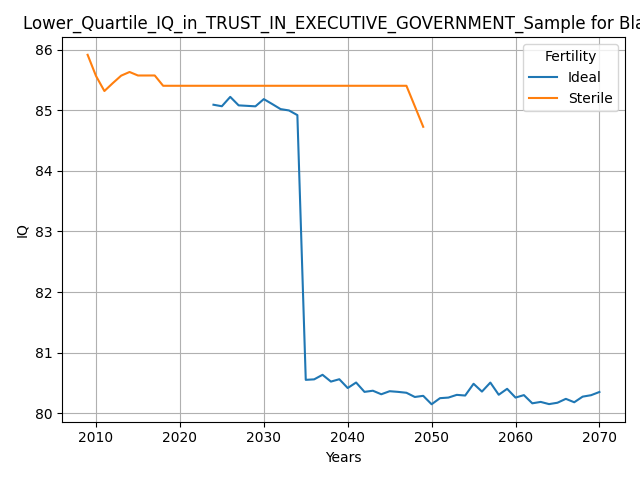 Lower_Quartile_IQ_in_TRUST_IN_EXECUTIVE_GOVERNMENT_Sample for Bla
Fertility
Ideal
Sterile
86
85
84
83
82
81
80
IQ
2010 2020 2030 2040 2050 2060 2070
Years